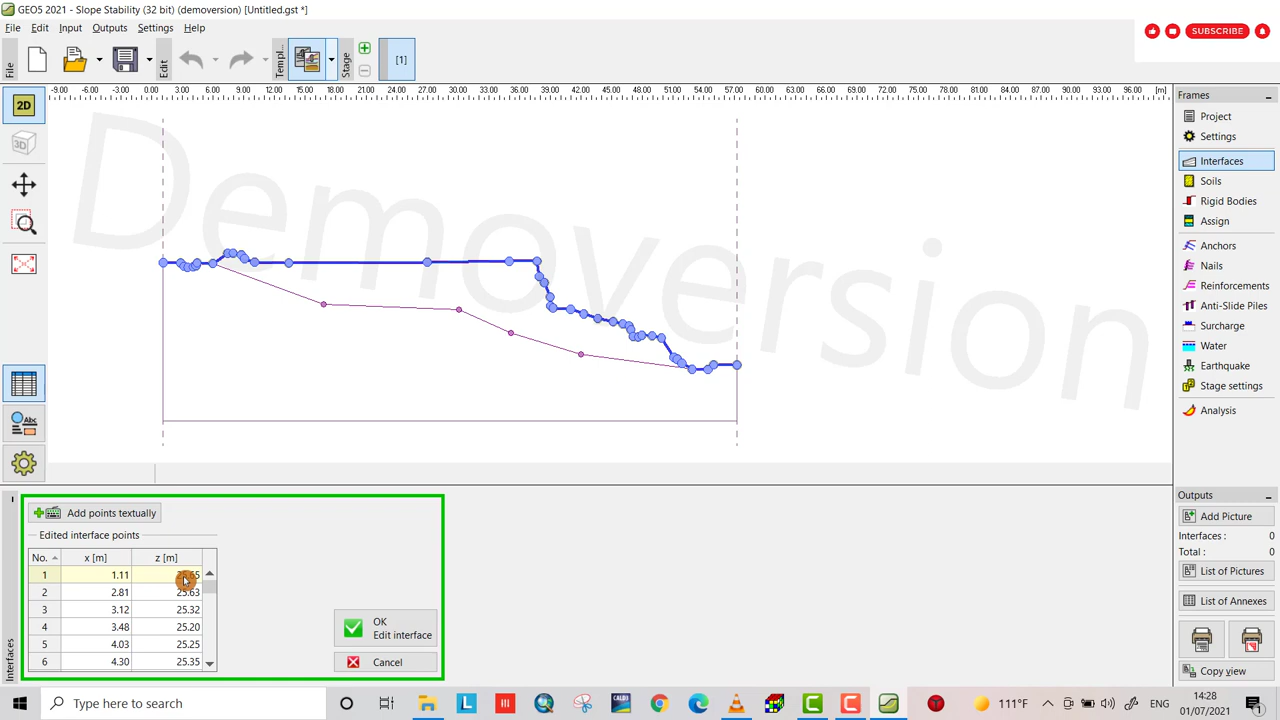 GEO5 2021 - Slope Stability (32 bit) (demoversion) [Untitled.gst *]
File Edit Input Outputs Settings Help
SUBSCRIBE
File
Edit
Templ...
Stage
[1]
-9.00 -6.00 -3.00 0.00 3.00 6.00 9.00 12.00 15.00 18.00 21.00 24.00 27.00 30.00 33.00 36.00 39.00 42.00 45.00 48.00 51.00 54.00 57.00 60.00 63.00 66.00 69.00 72.00 75.00 78.00 81.00 84.00 87.00 90.00 93.00 96.00 [m]
2D
3D
Abc
Demoversion
Frames
Project
Settings
Interfaces
Soils
Rigid Bodies
Assign
Anchors
Nails
Reinforcements
Anti-Slide Piles
Surcharge
Water
Earthquake
Stage settings
Analysis
Interfaces
Add points textually
Edited interface points
No. x [m] z [m]
1 1.11
2 2.81 25.63
3 3.12 25.32
4 3.48 25.20
5 4.03 25.25
6 4.30 25.35
OK
Edit interface
Cancel
Outputs
Add Picture
Interfaces : 0
Total : 0
List of Pictures
List of Annexes
Copy view
Type here to search
111°F
14:28
01/07/2021
1